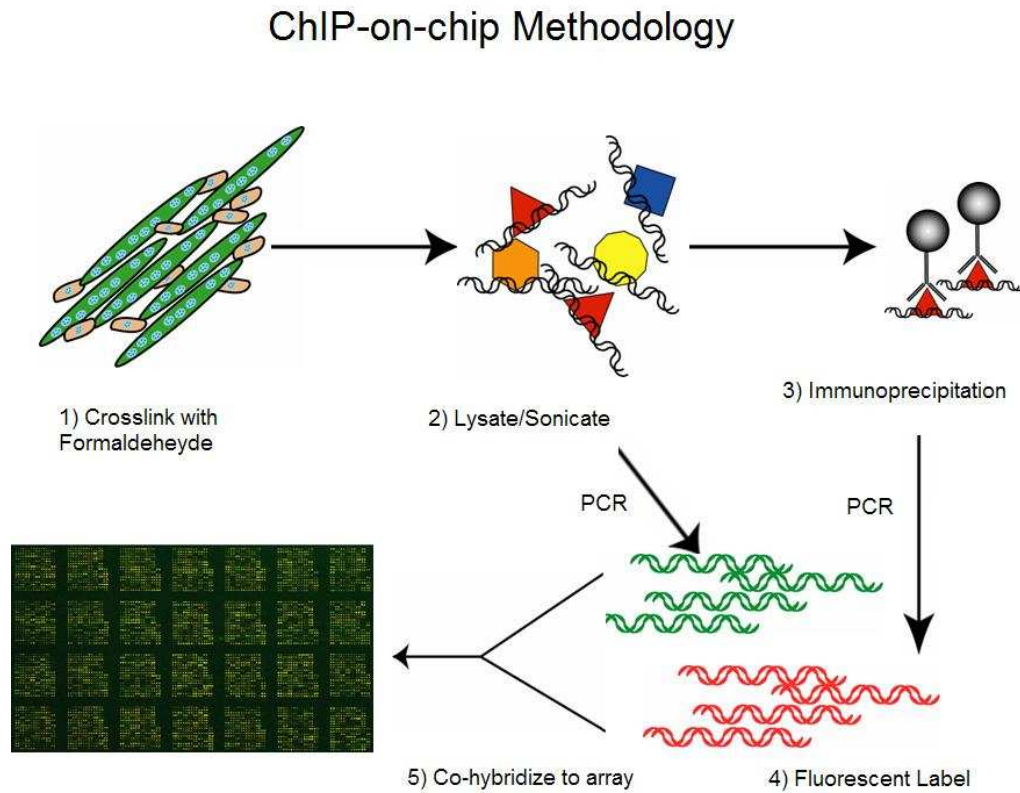 ChIP-on-chip Methodology
1) Crosslink with
Formaldeheyde
2) Lysate/Sonicate
3) Immunoprecipitation
PCR
PCR
5) Co-hybridize to array
4) Fluorescent Label